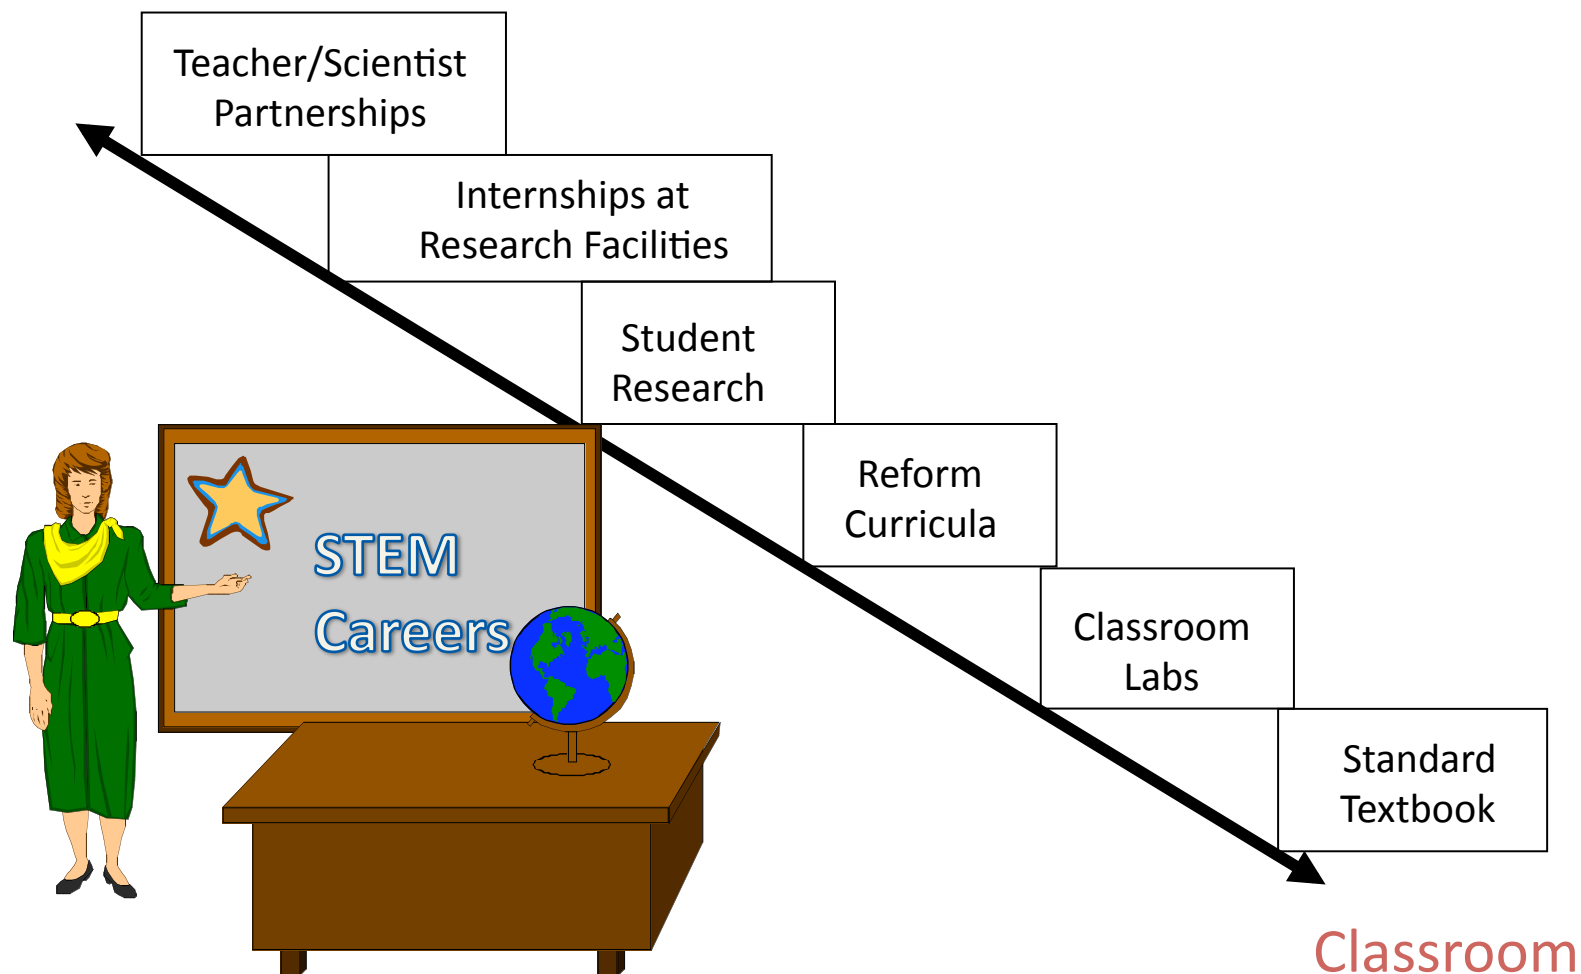 Teacher/Scientist
Partnerships
Internships at
Research Facilities
Student
Research
Reform
Curricula
STEM
Careers
Classroom
Labs
Standard
Textbook
Classroom